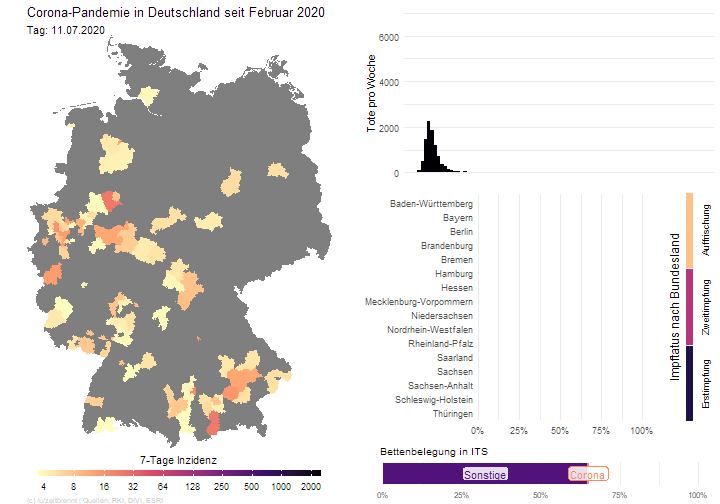 Corona-Pandemie in Deutschland seit Februar 2020
Tag: 11.07.2020
7-Tage Inzidenz
4 8 16 32 64 128 250 500 1000 2000
(c) /u/zeitbrennt | Quellen: RKI, DIVI, ESRI
Tote pro Woche
6000
4000
2000
0
Impfstatus nach Bundesland
Baden-Württemberg
Bayern
Berlin
Brandenburg
Bremen
Hamburg
Hessen
Mecklenburg-Vorpommern
Niedersachsen
Nordrhein-Westfalen
Rheinland-Pfalz
Saarland
Sachsen
Sachsen-Anhalt
Schleswig-Holstein
Thüringen
0% 25% 50% 75% 100%
Auffrischung
Zweitimpfung
Erstimpfung
Bettenbelegung in ITS
Sonstige Corona
0% 25% 50% 75% 100%